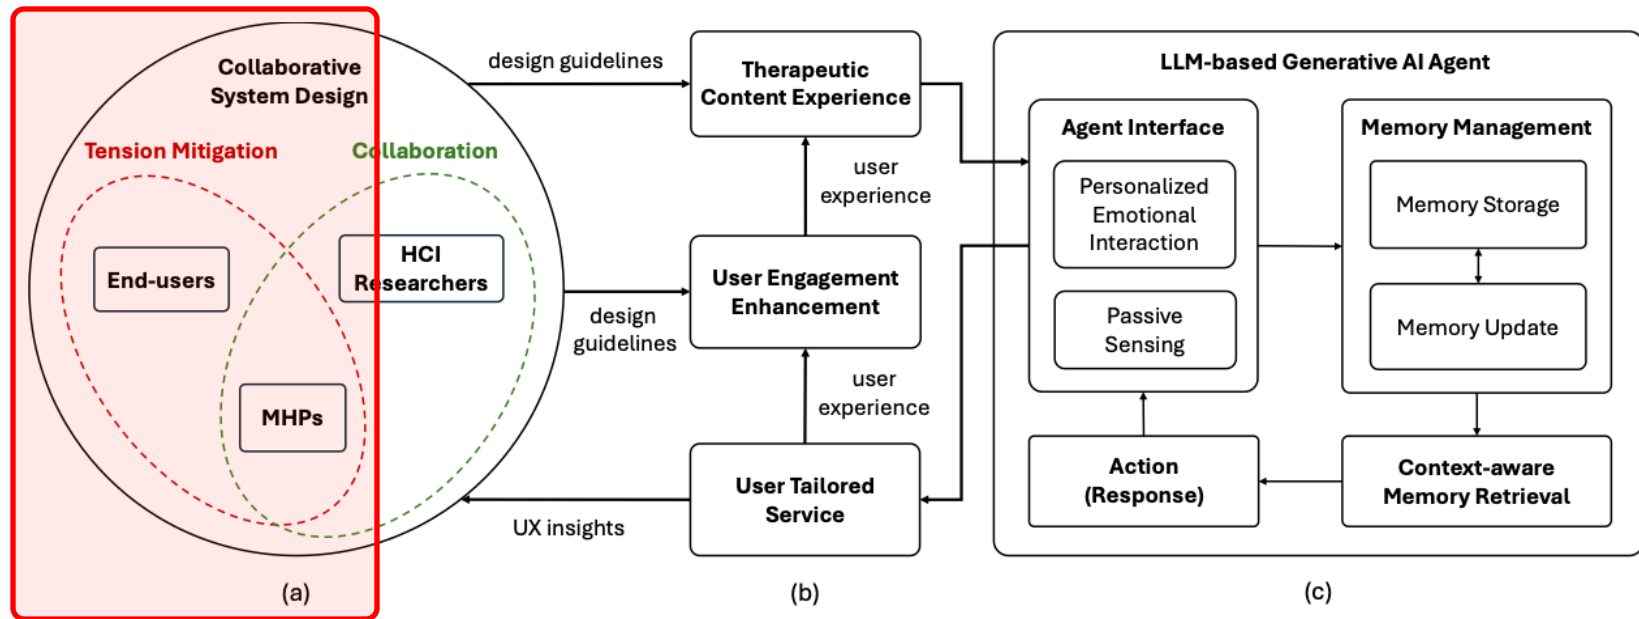 Collaborative
System Design
Tension Mitigation
Collaboration
End-users
HCI
Researchers
MHPs
(a)
design guidelines
design
guidelines
UX insights
Therapeutic
Content Experience
user
experience
User Engagement
Enhancement
user
experience
User Tailored
Service
(b)
LLM-based Generative AI Agent
Agent Interface
Personalized
Emotional
Interaction
Passive
Sensing
Memory Management
Memory Storage
Memory Update
Action
(Response)
Context-aware
Memory Retrieval
(c)